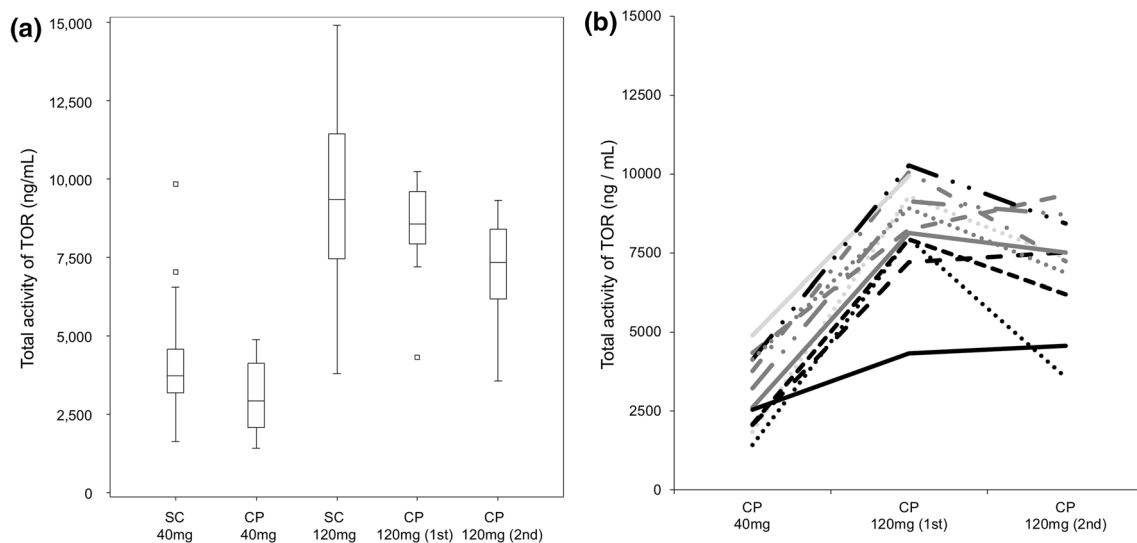 (a)
Total activity of TOR (ng/mL)
15,000
12,500
10,000
7,500
5,000
2,500
0
SC
40mg
CP
40mg
SC
120mg
CP
120mg (1st)
CP
120mg (2nd)
(b)
Total activity of TOR (ng / mL)
15000
12500
10000
7500
5000
2500
0
CP
40mg
CP
120mg (1st)
CP
120mg (2nd)